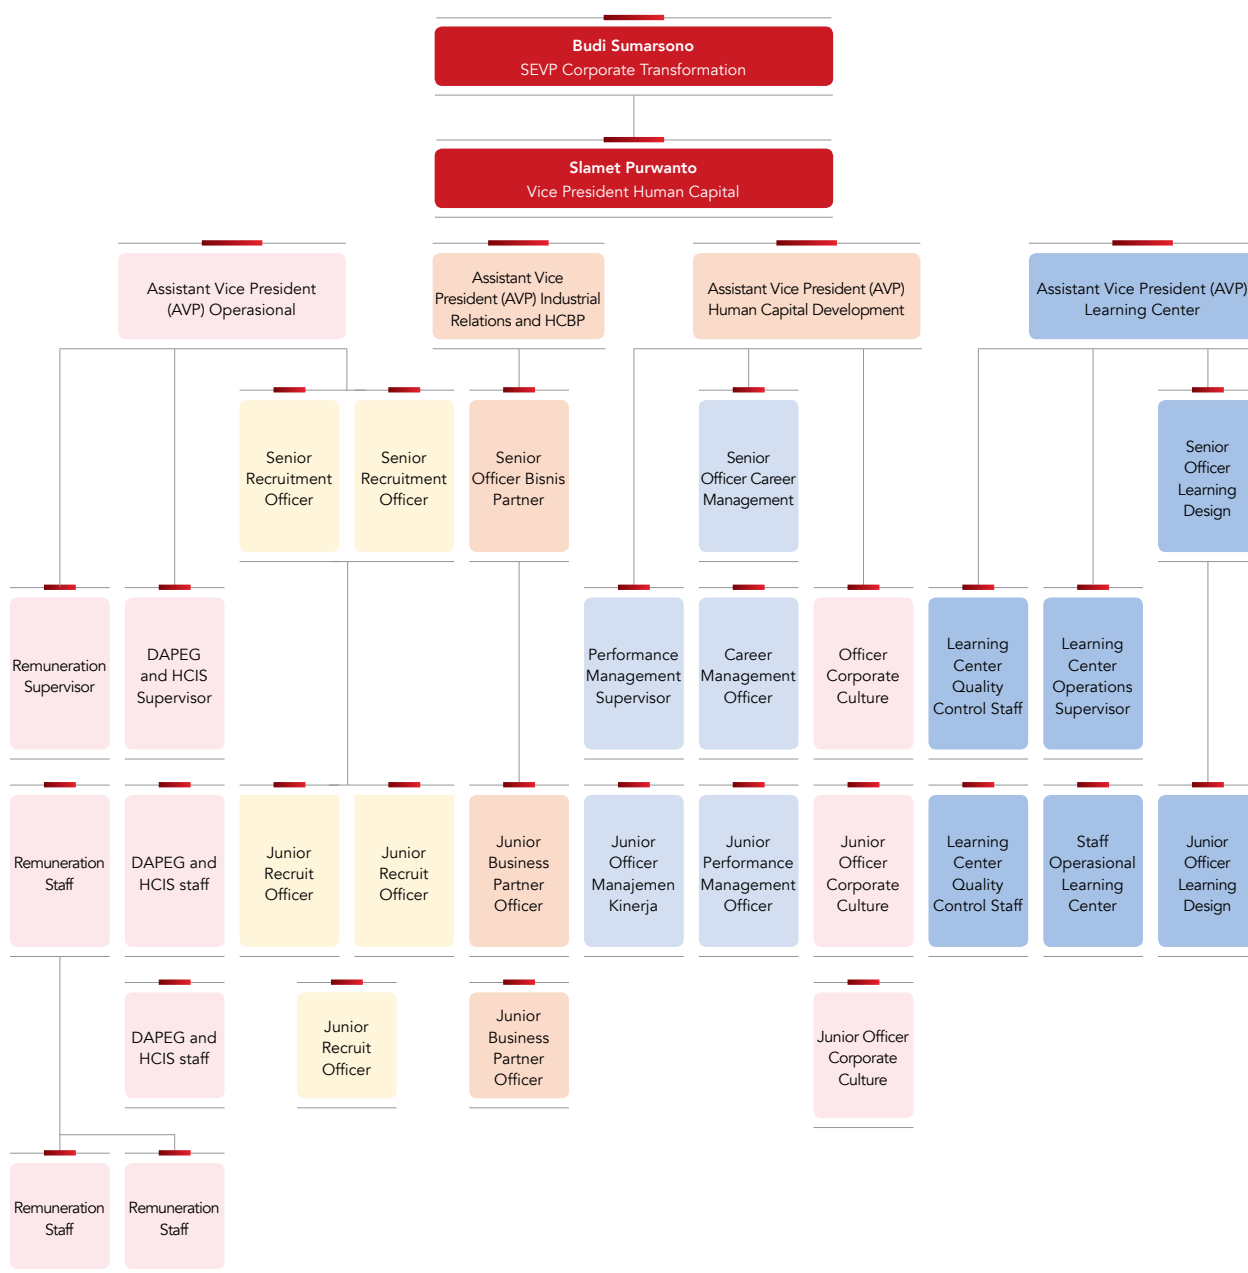 Budi Sumarsono
SEVP Corporate Transformation
Slamet Purwanto
Vice President Human Capital
Assistant Vice President
(AVP) Operasional
Assistant Vice
President (AVP) Industrial
Relations and HCBP
Assistant Vice President (AVP)
Human Capital Development
Assistant Vice President (AVP)
Learning Center
Senior
Recruitment
Officer
Senior
Recruitment
Officer
Senior
Officer Bisnis
Partner
Senior
Officer Career
Management
Senior
Officer
Learning
Design
Remuneration
Supervisor
DAPEG
and HCIS
Supervisor
Performance
Management
Supervisor
Career
Management
Officer
Officer
Corporate
Culture
Learning
Center
Quality
Control Staff
Learning
Center
Operations
Supervisor
Remuneration
Staff
DAPEG and
HCIS staff
Junior
Recruit
Officer
Junior
Recruit
Officer
Junior
Business
Partner
Officer
Junior
Officer
Manajemen
Kinerja
Junior
Performance
Management
Officer
Junior
Officer
Corporate
Culture
Learning
Center
Quality
Control Staff
Staff
Operasional
Learning
Center
Junior
Officer
Learning
Design
DAPEG and
HCIS staff
Junior
Recruit
Officer
Junior
Business
Partner
Officer
Junior Officer
Corporate
Culture
Remuneration
Staff
Remuneration
Staff